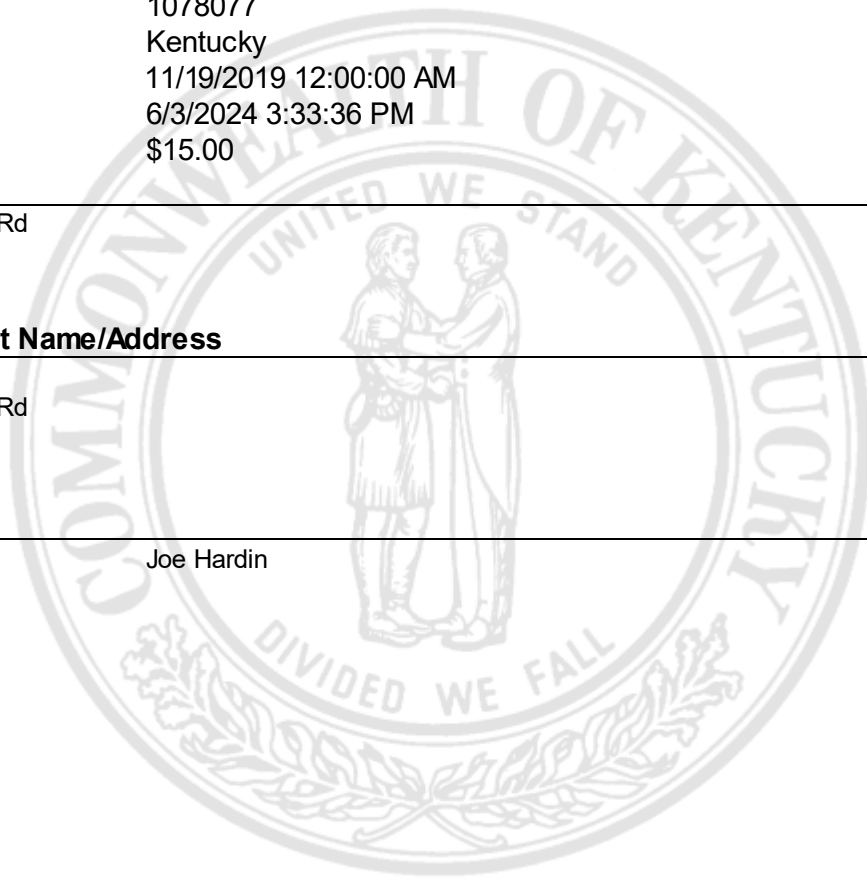 1078077
Kentucky
11/19/2019 12:00:00 AM
6/3/2024 3:33:36 PM
$15.00
Rd
t Name/Address
Rd
Joe Hardin
COMMONWEALTH OF KENTUCKY
UNITED WE STAND
DIVIDED WE FALL